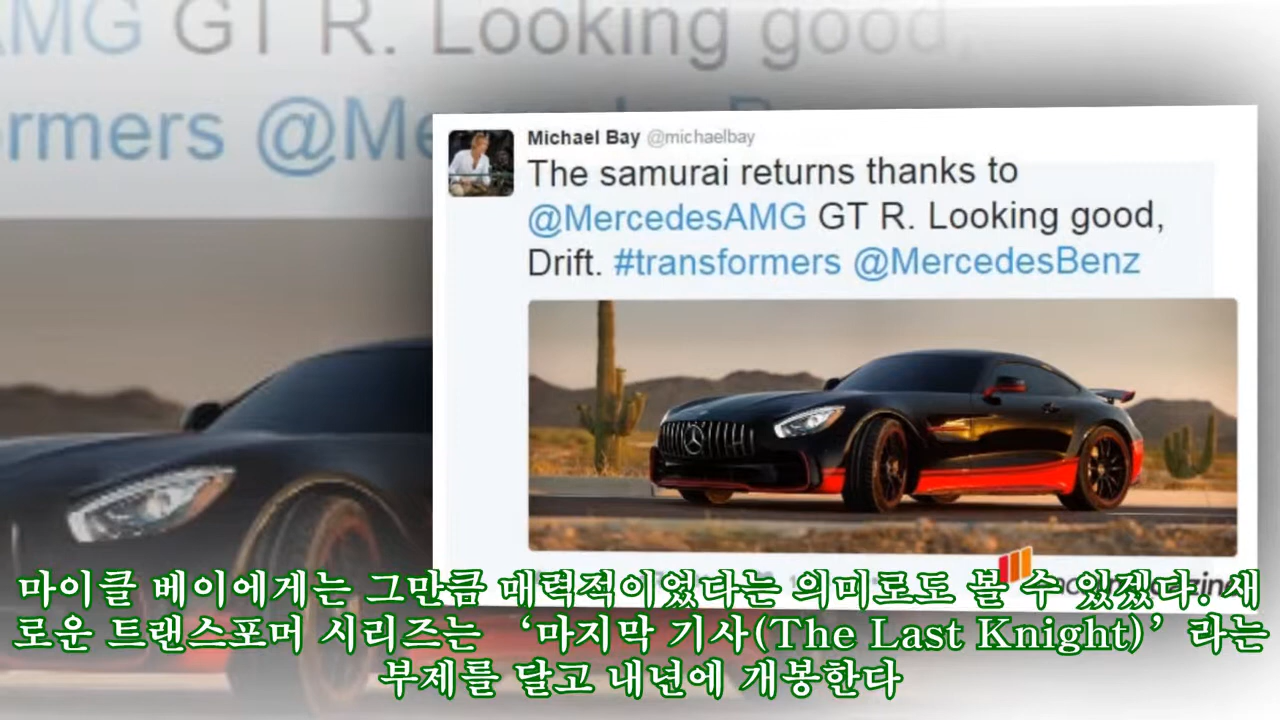 AMG GT R. Looking good,
ormers @Me
Michael Bay @michaelbay
The samurai returns thanks to
@MercedesAMG GT R. Looking good,
Drift. #transformers @MercedesBenz
마이클 베이에게는 그만큼 매력적이었다는 의미로도 볼 수 있겠다. 새
로운 트랜스포머 시리즈는 ‘마지막 기사(The Last Knight)’ 라는
부제를 달고 내년에 개봉한다